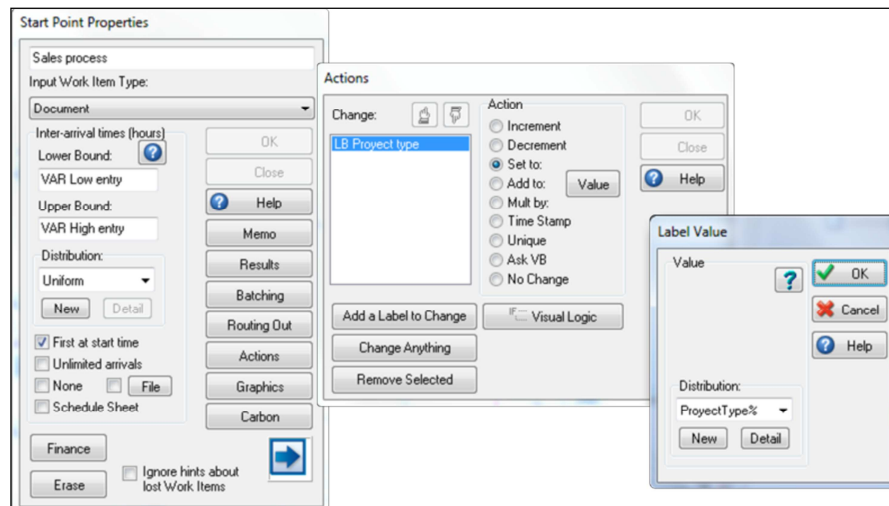 Start Point Properties
Sales process
Input Work Item Type:
Document
Inter-arrival times (hours)
Lower Bound:
VAR Low entry
Upper Bound:
VAR High entry
Distribution:
Uniform
New
Detail
First at start time
Unlimited arrivals
None
File
Schedule Sheet
Finance
Erase
Ignore hints about
lost Work Items
OK
Close
Help
Memo
Results
Batching
Routing Out
Actions
Graphics
Carbon
Actions
Change:
LB Proyect type
Add a Label to Change
Change Anything
Remove Selected
Action
Increment
Decrement
Set to:
Add to:
Value
Mult by:
Time Stamp
Unique
Ask VB
No Change
IF
Visual Logic
OK
Close
Help
Label Value
Value
?
Distribution:
ProyectType%
New
Detail
OK
Cancel
Help